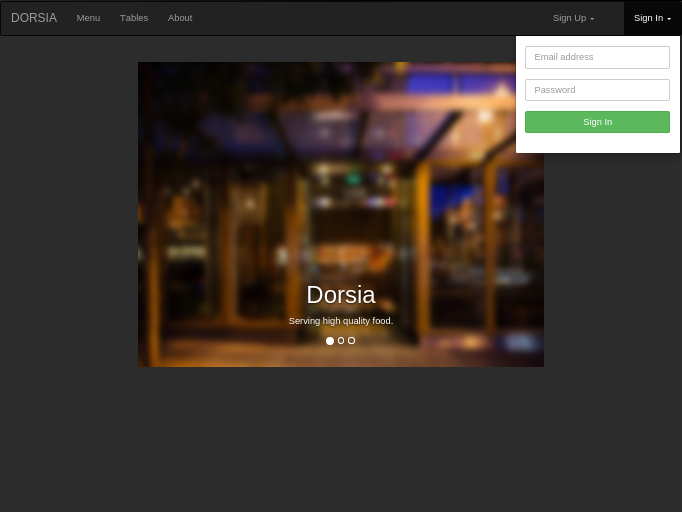 DORSIA Menu Tables About Sign Up Sign In
Email address
Password
Sign In
Dorsia
Serving high quality food.